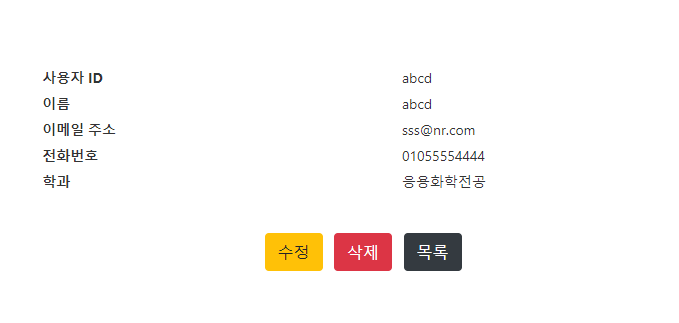 사용자 ID abcd
이름 abcd
이메일 주소 sss@nr.com
전화번호 01055554444
학과 응용화학전공
수정 삭제 목록